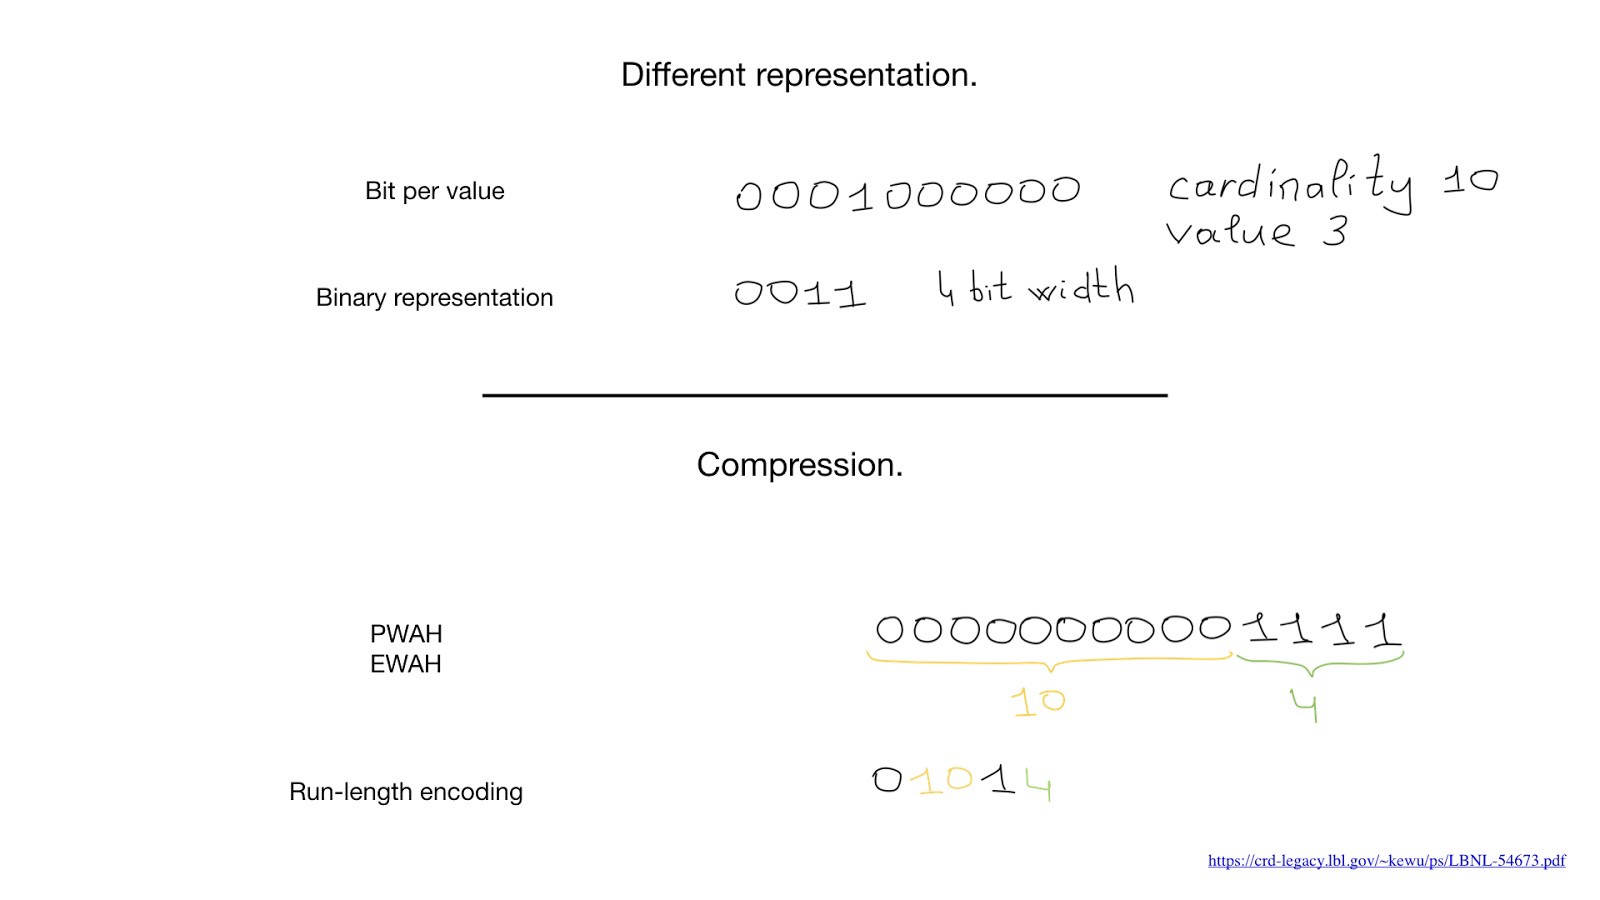 Different representation.
Bit per value 0001000000 cardinality 10
value 3
Binary representation 0011 4 bit width
Compression.
PWAH
EWAH
00000000001111
10 4
Run-length encoding 01014
https://crd-legacy.lbl.gov/~kewu/ps/LBNL-54673.pdf